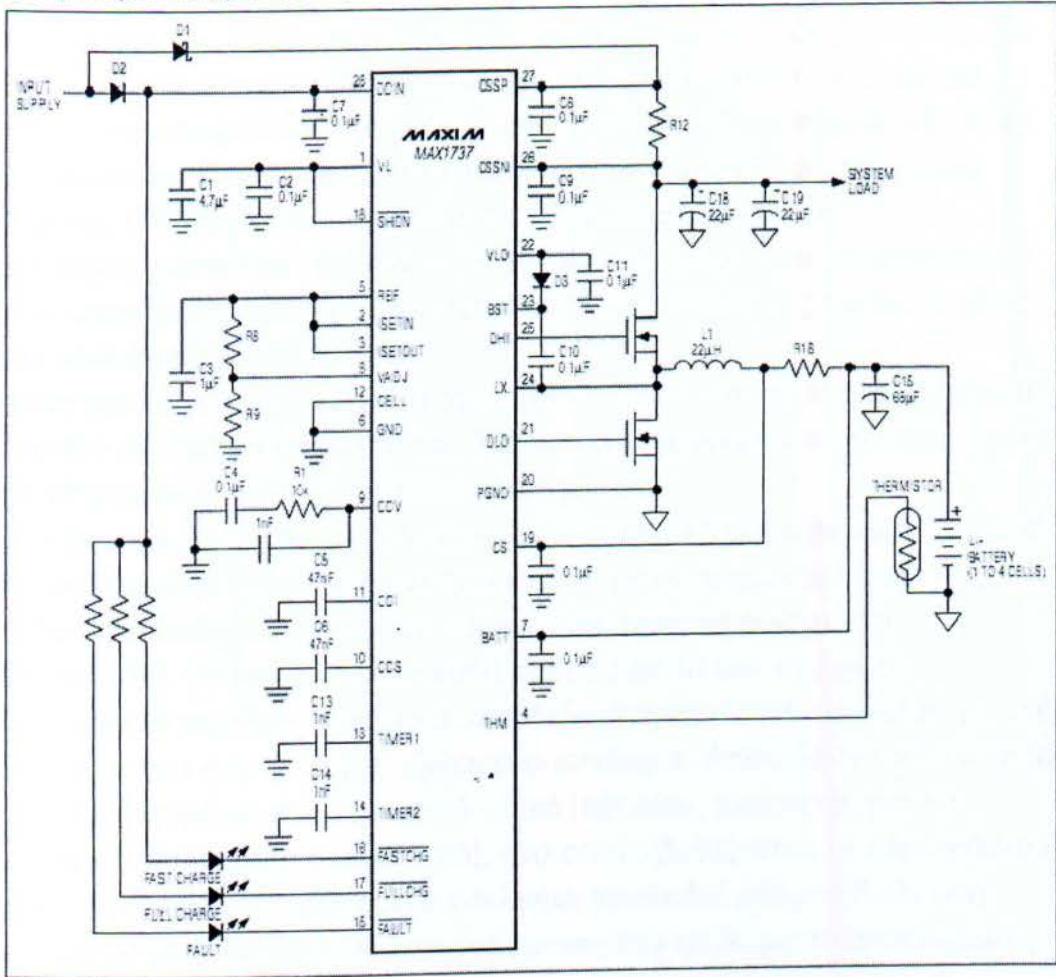 D1
D2
INPUT
SUPPLY
25
DCIN
C7
0.1µF
MAXIM
MAX1737
1
VL
C1
4.7µF
C2
0.1µF
SHDN
5
REF
2
ISETIN
3
ISETOUT
R8
C3
1µF
8
VADJ
R9
12
CELL
6
GND
C4
0.1µF
R1
10k
9
CCV
1nF
C5
47nF
11
CCI
C6
47nF
10
CCS
C13
1nF
13
TIMER1
C14
1nF
14
TIMER2
18
FASTCHG
FAST CHARGE
17
FULLCHG
FULL CHARGE
FAULT
FAULT
CSSP
27
C8
0.1µF
R12
CSSN
26
C9
0.1µF
C18
22µF
C19
22µF
SYSTEM
LOAD
VLO
22
C11
0.1µF
D3
BST
23
DHI
25
C10
0.1µF
LX
24
L1
22µH
R18
C15
68µF
DLO
21
PGND
20
THERMISTOR
CS
19
0.1µF
+
Li+
BATTERY
(1 TO 4 CELLS)
BATT
7
0.1µF
THM
4